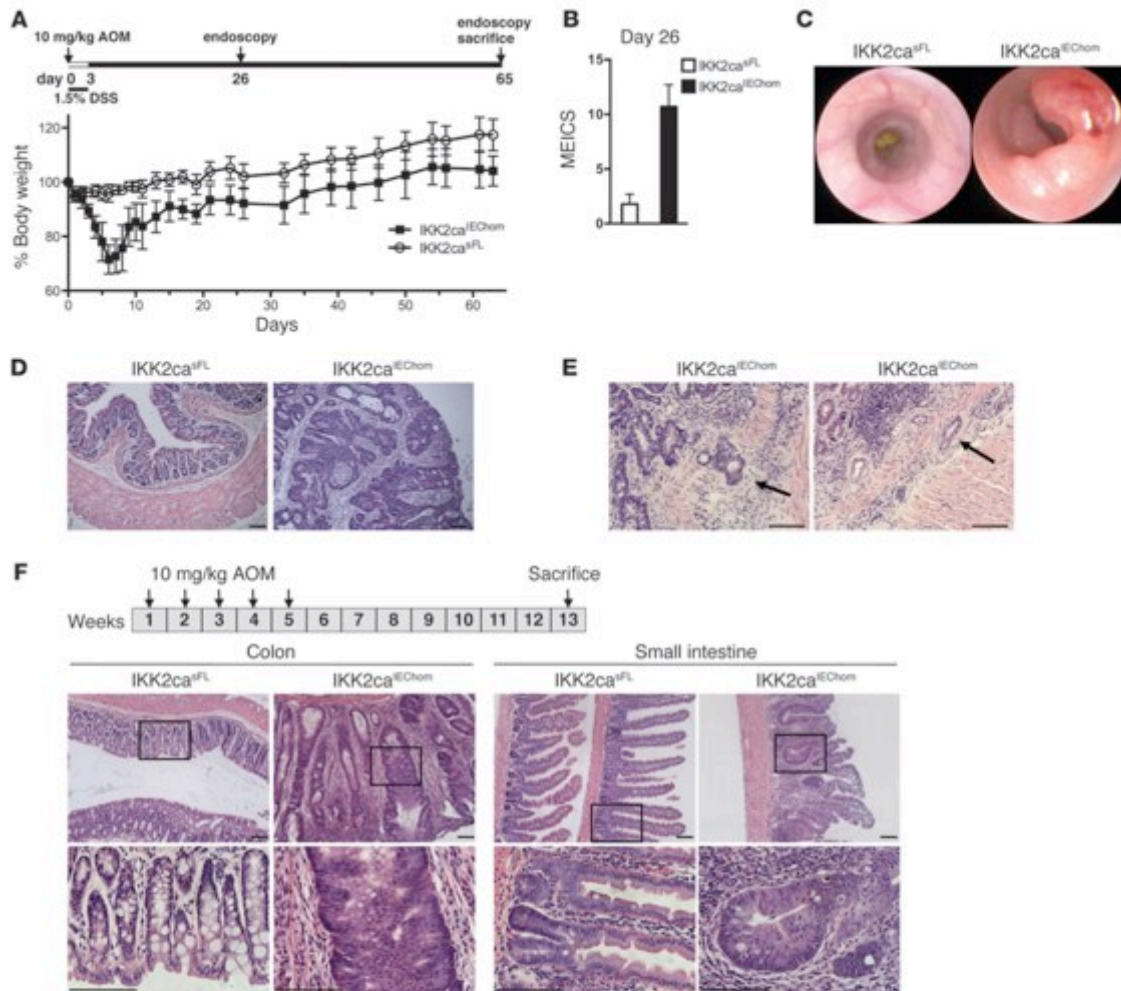 A
10 mg/kg AOM
endoscopy
endoscopy
sacrifice
day 0 3 26 65
1.5% DSS
120
100
80
60
% Body weight
0 10 20 30 40 50 60
Days
IKK2ca^IEChom
IKK2ca^sFL
B
Day 26
15
10
5
0
MEICS
IKK2ca^sFL
IKK2ca^IEChom
C
IKK2ca^sFL IKK2ca^IEChom
D
IKK2ca^sFL IKK2ca^IEChom
E
IKK2ca^IEChom IKK2ca^IEChom
F
10 mg/kg AOM Sacrifice
Weeks 1 2 3 4 5 6 7 8 9 10 11 12 13
Colon Small intestine
IKK2ca^sFL IKK2ca^IEChom IKK2ca^sFL IKK2ca^IEChom